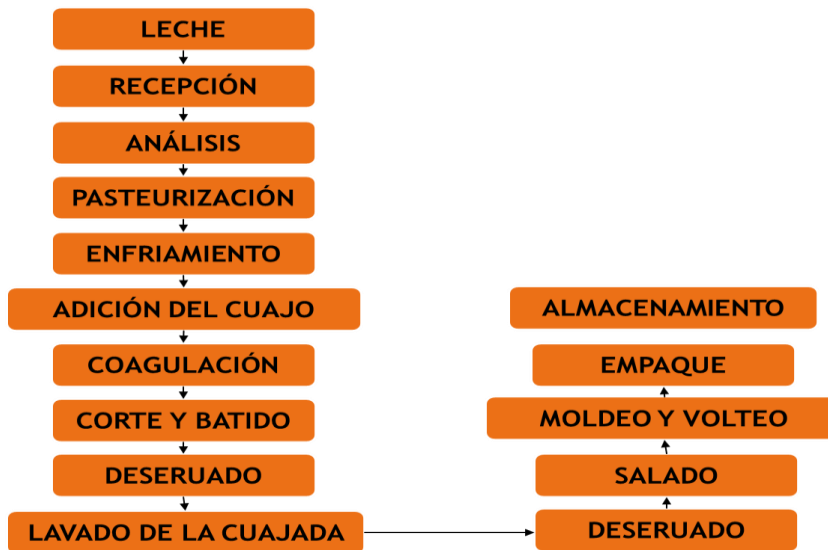 LECHE
RECEPCIÓN
ANÁLISIS
PASTEURIZACIÓN
ENFRIAMIENTO
ADICIÓN DEL CUAJO
COAGULACIÓN
CORTE Y BATIDO
DESERUADO
LAVADO DE LA CUAJADA
DESERUADO
SALADO
MOLDEO Y VOLTEO
EMPAQUE
ALMACENAMIENTO